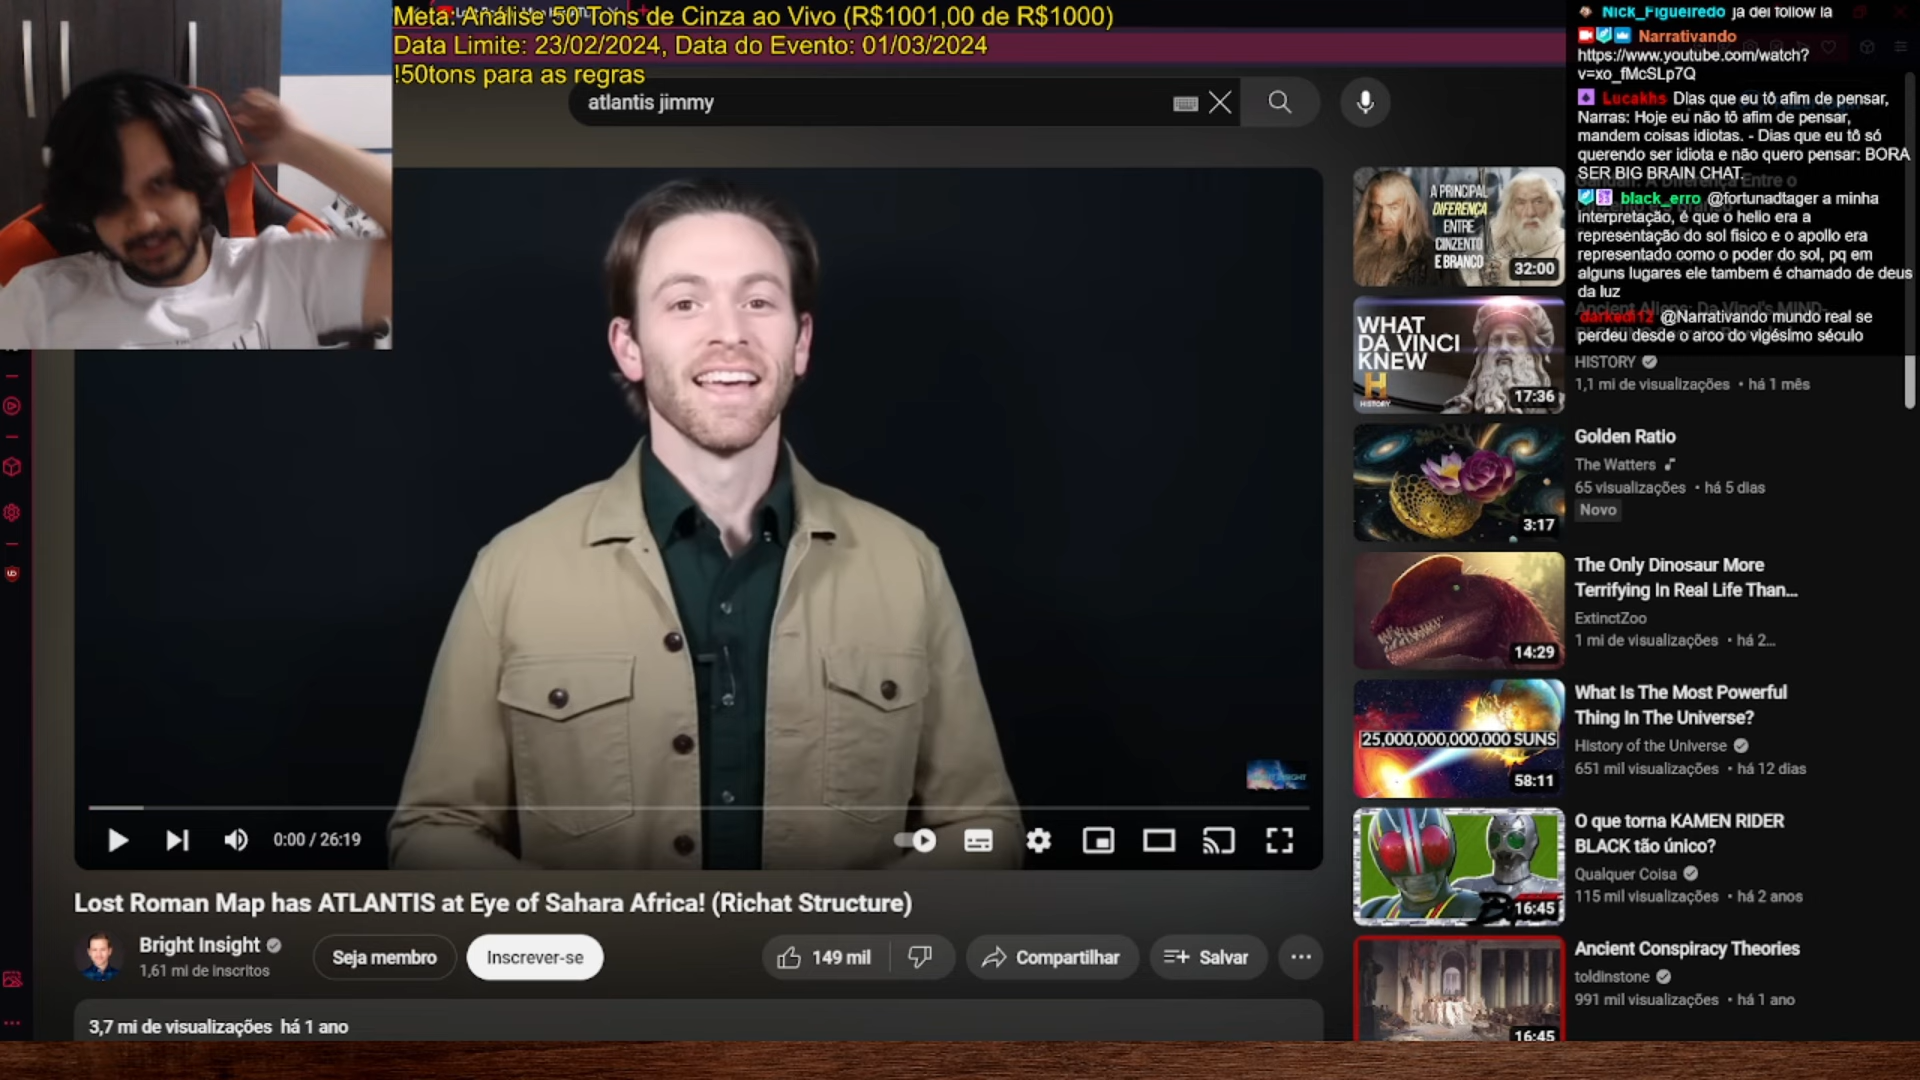 Meta: Análise 50 Tons de Cinza ao Vivo (R$1001,00 de R$1000)
Data Limite: 23/02/2024, Data do Evento: 01/03/2024
!50tons para as regras
atlantis jimmy
Nick_Figueiredo ja dei follow la
Narrativando
https://www.youtube.com/watch?
v=xo_fMcSLp7Q
Lucakhs Dias que eu tô afim de pensar,
Narras: Hoje eu não tô afim de pensar,
mandem coisas idiotas. - Dias que eu tô só
querendo ser idiota e não quero pensar: BORA
SER BIG BRAIN CHAT.
black_erro @fortunadtager a minha
interpretação, é que o helio era a
representação do sol fisico e o apollo era
representado como o poder do sol, pq em
alguns lugares ele tambem é chamado de deus
da luz
darkedi12 @Narrativando mundo real se
perdeu desde o arco do vigésimo século
A PRINCIPAL
DIFERENÇA
ENTRE
CINZENTO
E BRANCO
32:00
WHAT
DA VINCI
KNEW
H
HISTORY
17:36
HISTORY
1,1 mi de visualizações • há 1 mês
3:17
Golden Ratio
The Watters
65 visualizações • há 5 dias
Novo
14:29
The Only Dinosaur More
Terrifying In Real Life Than...
ExtinctZoo
1 mi de visualizações • há 2...
25,000,000,000,000 SUNS
58:11
What Is The Most Powerful
Thing In The Universe?
History of the Universe
651 mil visualizações • há 12 dias
16:45
O que torna KAMEN RIDER
BLACK tão único?
Qualquer Coisa
115 mil visualizações • há 2 anos
16:45
Ancient Conspiracy Theories
toldinstone
991 mil visualizações • há 1 ano
0:00 / 26:19
Lost Roman Map has ATLANTIS at Eye of Sahara Africa! (Richat Structure)
Bright Insight
1,61 mi de inscritos
Seja membro
Inscrever-se
149 mil
Compartilhar
Salvar
3,7 mi de visualizações há 1 ano